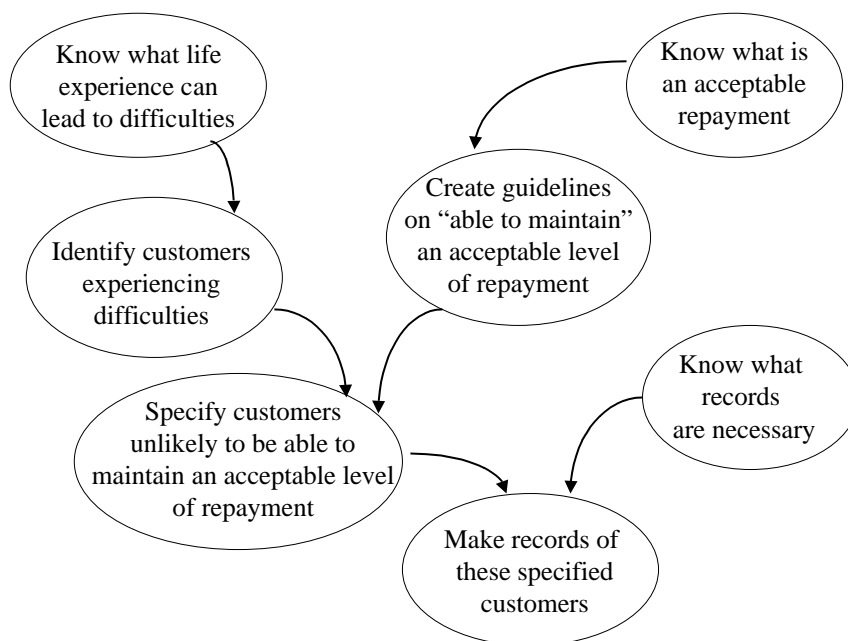 Know what life
experience can
lead to difficulties
Know what is
an acceptable
repayment
Create guidelines
on “able to maintain”
an acceptable level
of repayment
Identify customers
experiencing
difficulties
Know what
records
are necessary
Specify customers
unlikely to be able to
maintain an acceptable level
of repayment
Make records of
these specified
customers